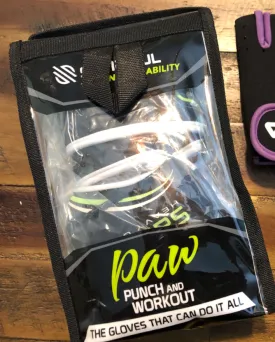 ABILITY
paw
PUNCH AND
WORKOUT
THE GLOVES THAT CAN DO IT ALL